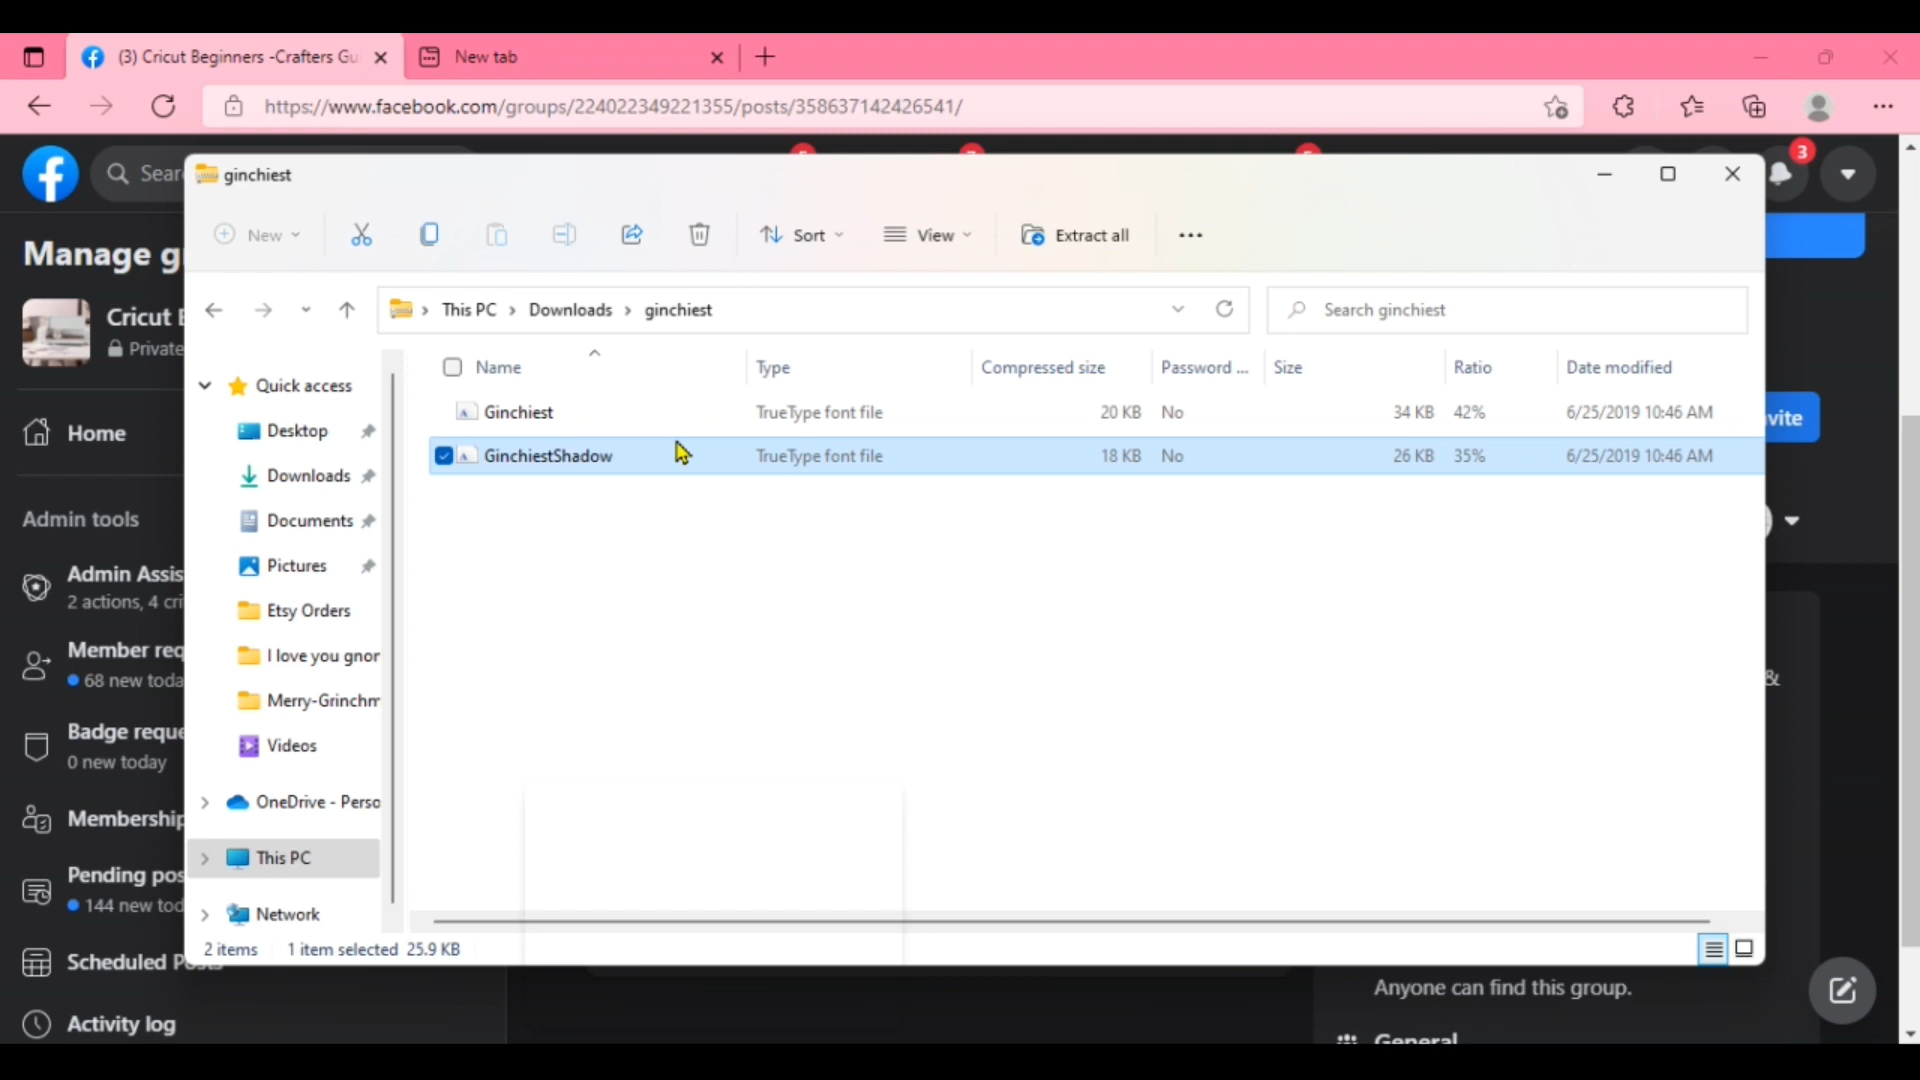 (3) Cricut Beginners -Crafters Gu
New tab
https://www.facebook.com/groups/224022349221355/posts/358637142426541/
Sear
3
ginchiest
New
Sort
View
Extract all
Manage g
This PC > Downloads > ginchiest
Search ginchiest
Cricut
Private
Name Type Compressed size Password ... Size Ratio Date modified
Quick access
Ginchiest TrueType font file 20 KB No 34 KB 42% 6/25/2019 10:46 AM
vite
Home
Desktop
GinchiestShadow TrueType font file 18 KB No 26 KB 35% 6/25/2019 10:46 AM
Downloads
Admin tools
Documents
Pictures
Admin Assis
2 actions, 4 cri
Etsy Orders
Member req
68 new toda
I love you gnor
&
Merry-Grinchm
Badge reque
0 new today
Videos
OneDrive - Perso
Membership
This PC
Pending pos
144 new tod
Network
2 items 1 item selected 25.9 KB
Scheduled Posts
Anyone can find this group.
Activity log
General